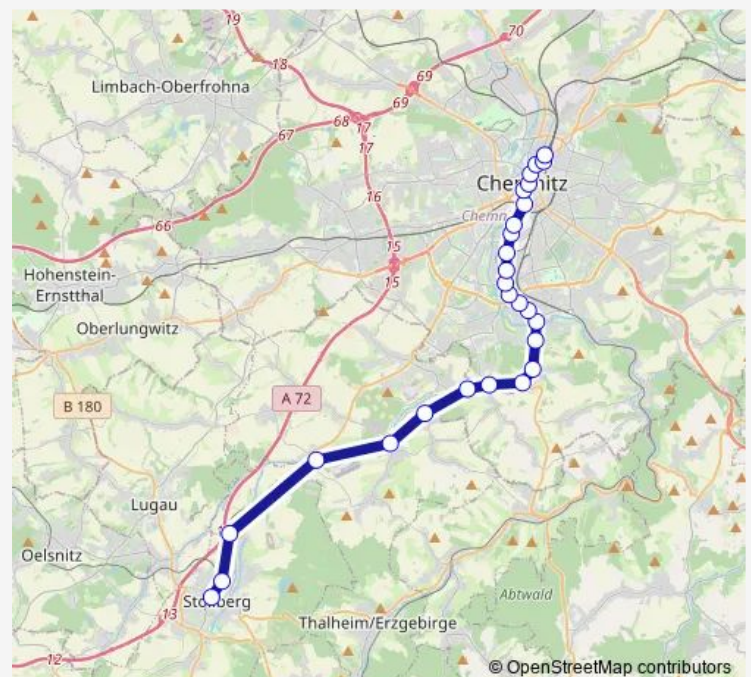 19
70
18
69
Limbach-Oberfrohna
69
68
17
67
17
16
Chemnitz
Chemn
66
15
Hohenstein-
Ernstthal
15
Oberlungwitz
A 72
B 180
Lugau
Oelsnitz
Stollberg
13
Abtwald
Thalheim/Erzgebirge
12
© OpenStreetMap contributors